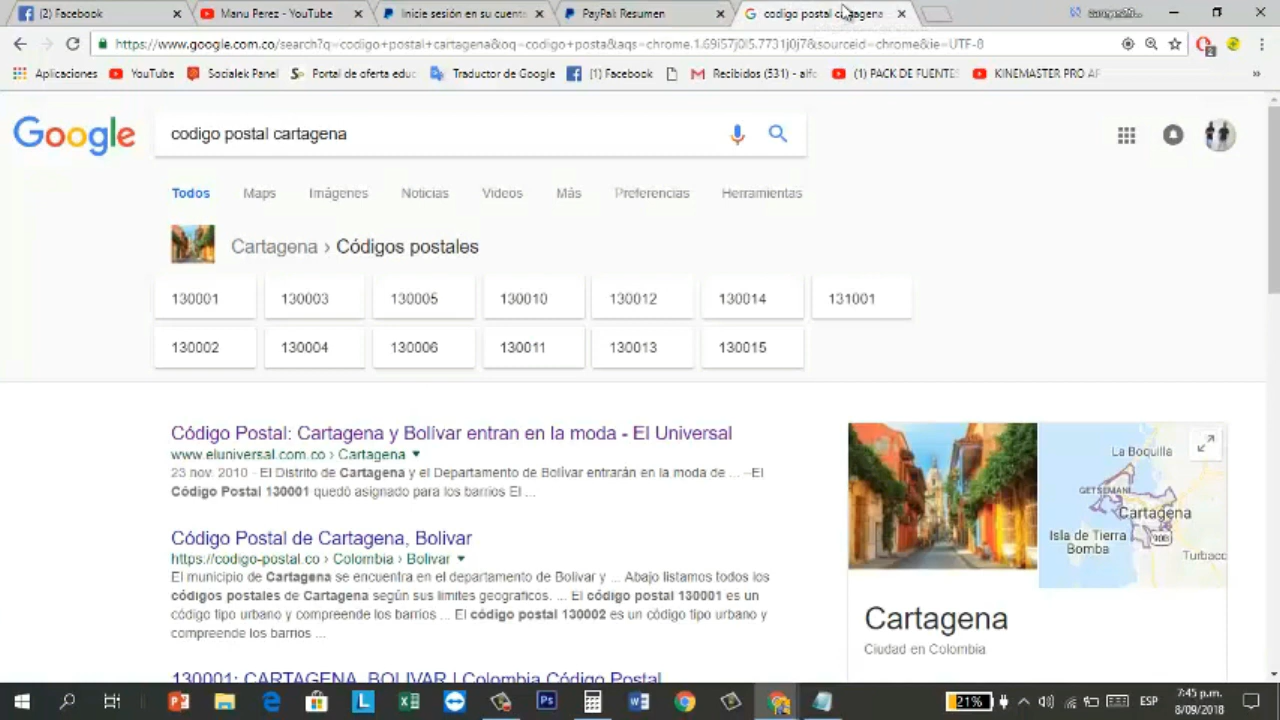 (2) Facebook
Manu Perez - YouTube
Inicie sesión en su cuenta
PayPal: Resumen
codigo postal cartagena
https://www.google.com.co/search?q=codigo+postal+cartagena&oq=codigo+posta&aqs=chrome.1.69i57j0l5.7731j0j7&sourceid=chrome&ie=UTF-8
Aplicaciones YouTube Socialek Panel Portal de oferta educ Traductor de Google (1) Facebook Recibidos (531) - alfo (1) PACK DE FUENTES KINEMASTER PRO AP
Google
codigo postal cartagena
Todos Maps Imágenes Noticias Videos Más Preferencias Herramientas
Cartagena › Códigos postales
130001 130003 130005 130010 130012 130014 131001
130002 130004 130006 130011 130013 130015
Código Postal: Cartagena y Bolívar entran en la moda - El Universal
www.eluniversal.com.co › Cartagena
23 nov. 2010 - El Distrito de Cartagena y el Departamento de Bolívar entrarán en la moda de ... –El
Código Postal 130001 quedó asignado para los barrios El ...
Código Postal de Cartagena, Bolivar
https://codigo-postal.co › Colombia › Bolivar
El municipio de Cartagena se encuentra en el departamento de Bolivar y ... Abajo listamos todos los
códigos postales de Cartagena según sus límites geograficos. ... El código postal 130001 es un
código tipo urbano y comprende los barrios ... El código postal 130002 es un código tipo urbano y
comprende los barrios ...
130001: CARTAGENA, BOLIVAR | Colombia Código Postal
La Boquilla
GETSEMANI
Cartagena
Isla de Tierra
Bomba
90B
Turbaco
Cartagena
Ciudad en Colombia
21%
ESP
7:45 p.m.
8/09/2018